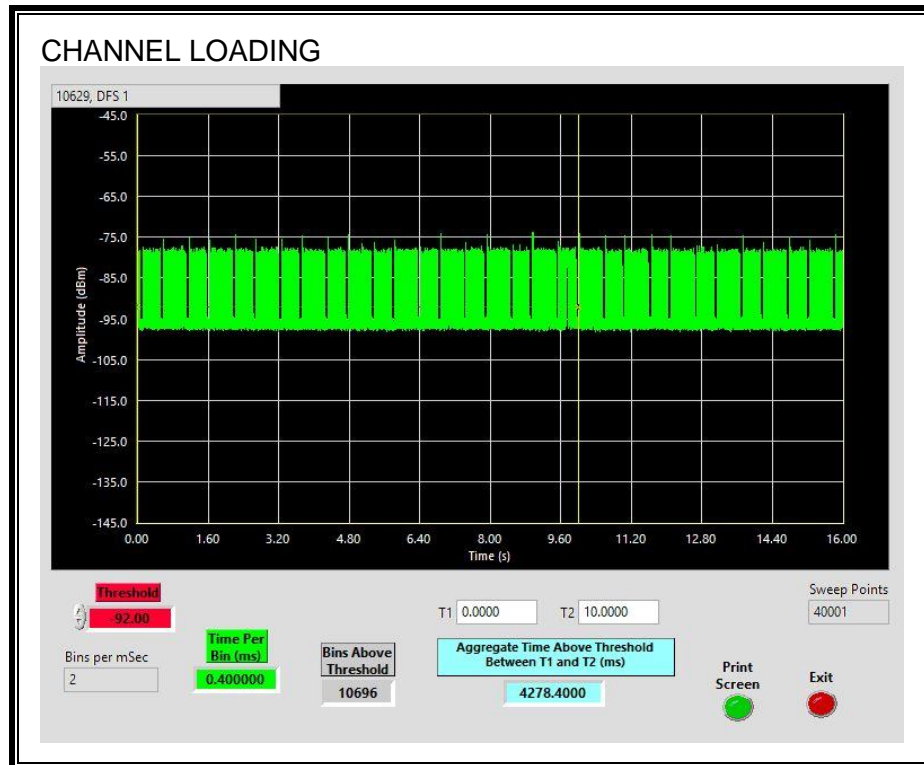 CHANNEL LOADING
10629, DFS 1
-45.0
-55.0
-65.0
-75.0
-85.0
-95.0
-105.0
-115.0
-125.0
-135.0
-145.0
Amplitude (dBm)
0.00 1.60 3.20 4.80 6.40 8.00 9.60 11.20 12.80 14.40 16.00
Time (s)
Threshold
-92.00
T1 0.0000 T2 10.0000
Sweep Points
40001
Bins per mSec
2
Time Per
Bin (ms)
0.400000
Bins Above
Threshold
10696
Aggregate Time Above Threshold
Between T1 and T2 (ms)
4278.4000
Print
Screen
Exit